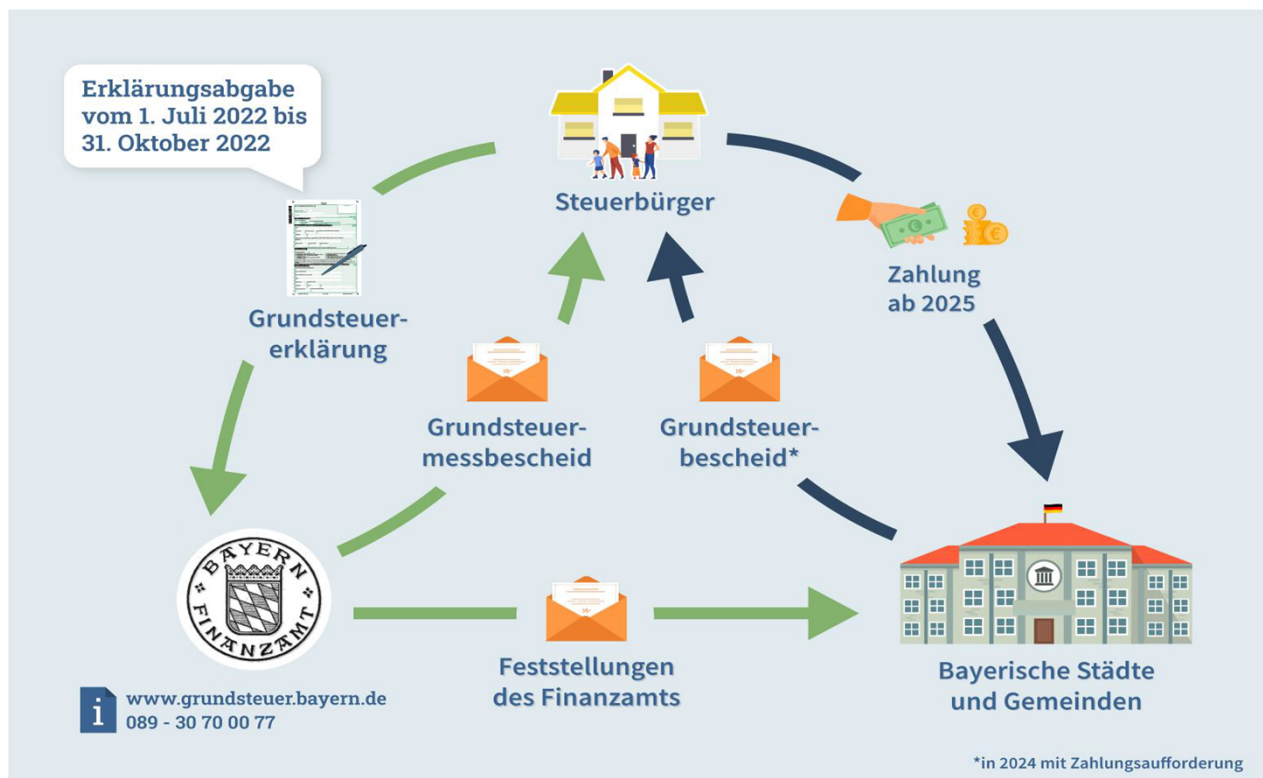 Erklärungsabgabe
vom 1. Juli 2022 bis
31. Oktober 2022
Steuerbürger
Zahlung
ab 2025
Grundsteuer-
erklärung
Grundsteuer-
messbescheid
Grundsteuer-
bescheid*
BAYERN
FINANZAMT
Feststellungen
des Finanzamts
Bayerische Städte
und Gemeinden
i
www.grundsteuer.bayern.de
089 - 30 70 00 77
*in 2024 mit Zahlungsaufforderung